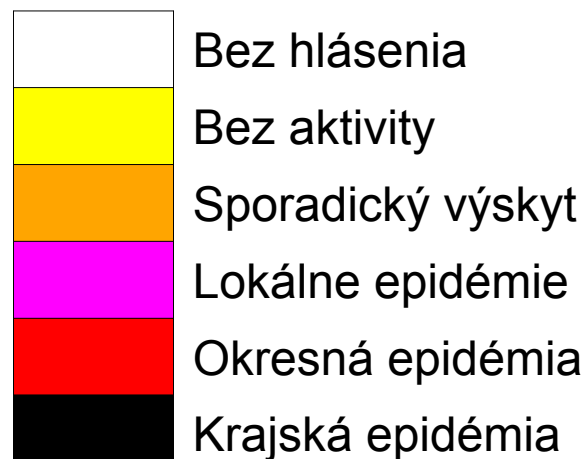 Bez hlásenia
Bez aktivity
Sporadický výskyt
Lokálne epidémie
Okresná epidémia
Krajská epidémia